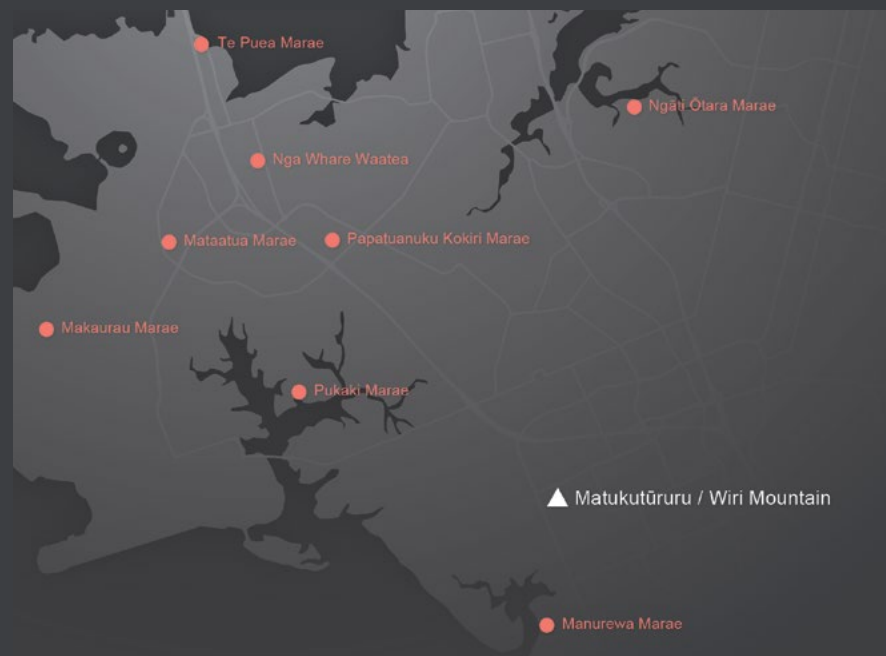 Te Puea Marae
Ngāti Ōtara Marae
Nga Whare Waatea
Mataatua Marae
Papatuanuku Kokiri Marae
Makaurau Marae
Pukaki Marae
Matukutūruru / Wiri Mountain
Manurewa Marae